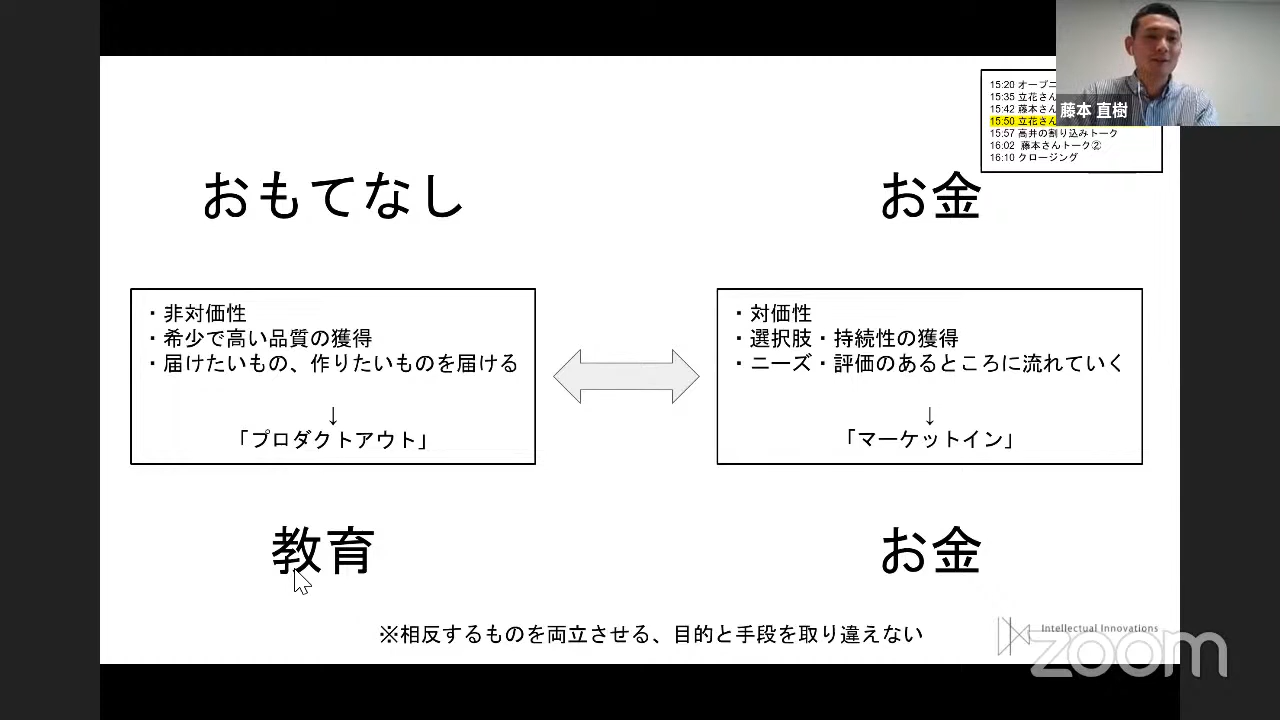 15:20 オープニ
15:35 立花さん
15:42 藤本さん
15:50 立花さん
15:57 高井の割り込みトーク
16:02 藤本さんトーク②
16:10 クロージング
藤本 直樹
おもてなし
お金
・非対価性
・希少で高い品質の獲得
・届けたいもの、作りたいものを届ける
↓
「プロダクトアウト」
・対価性
・選択肢・持続性の獲得
・ニーズ・評価のあるところに流れていく
↓
「マーケットイン」
教育
お金
※相反するものを両立させる、目的と手段を取り違えない
Intellectual Innovations
zoom